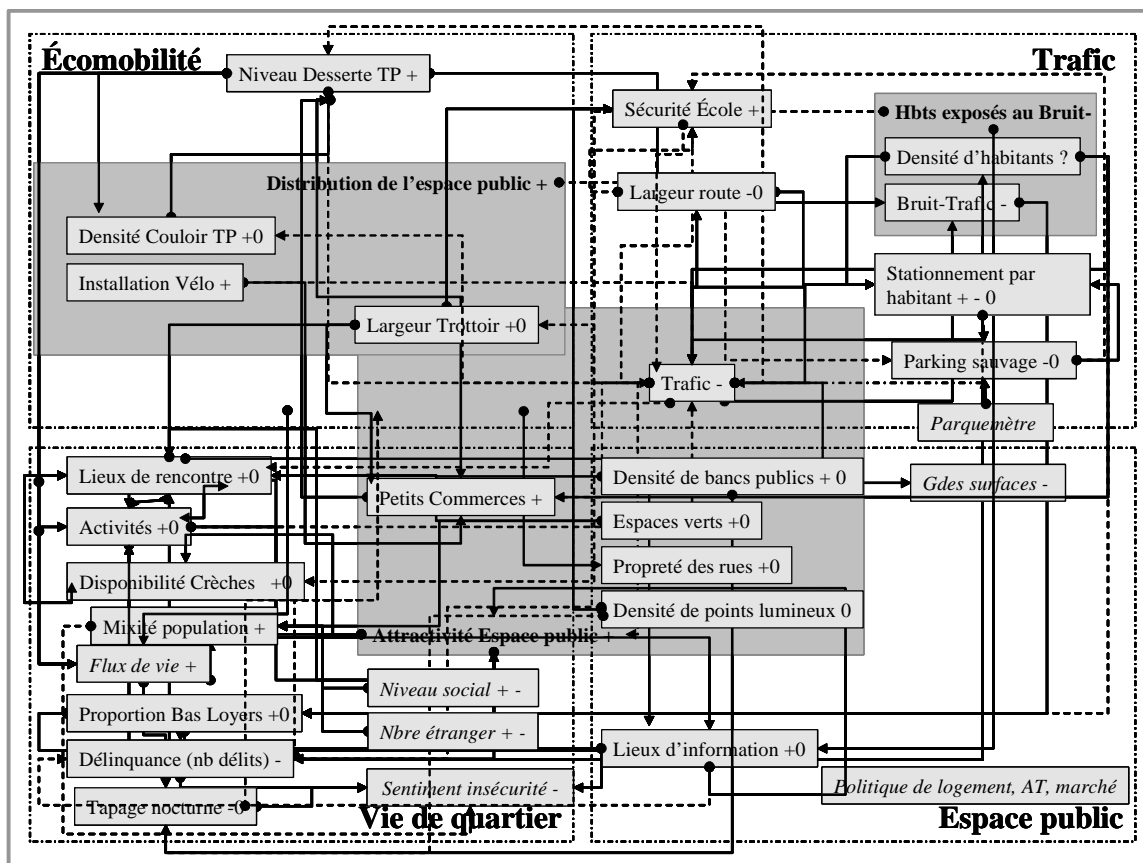 Écomobilité
Niveau Desserte TP +
Distribution de l'espace public +
Densité Couloir TP +0
Installation Vélo +
Largeur Trottoir +0
Trafic
Sécurité École +
Hbts exposés au Bruit-
Densité d'habitants ?
Largeur route -0
Bruit-Trafic -
Stationnement par
habitant + - 0
Parking sauvage -0
Trafic -
Parquemètre
Lieux de rencontre +0
Petits Commerces +
Activités +0
Disponibilité Crèches +0
Mixité population +
Attractivité Espace public +
Flux de vie +
Niveau social + -
Proportion Bas Loyers +0
Nbre étranger + -
Délinquance (nb délits) -
Sentiment insécurité -
Tapage nocturne -0
Vie de quartier
Densité de bancs publics + 0
Gdes surfaces -
Espaces verts +0
Propreté des rues +0
Densité de points lumineux 0
Lieux d'information +0
Politique de logement, AT, marché
Espace public